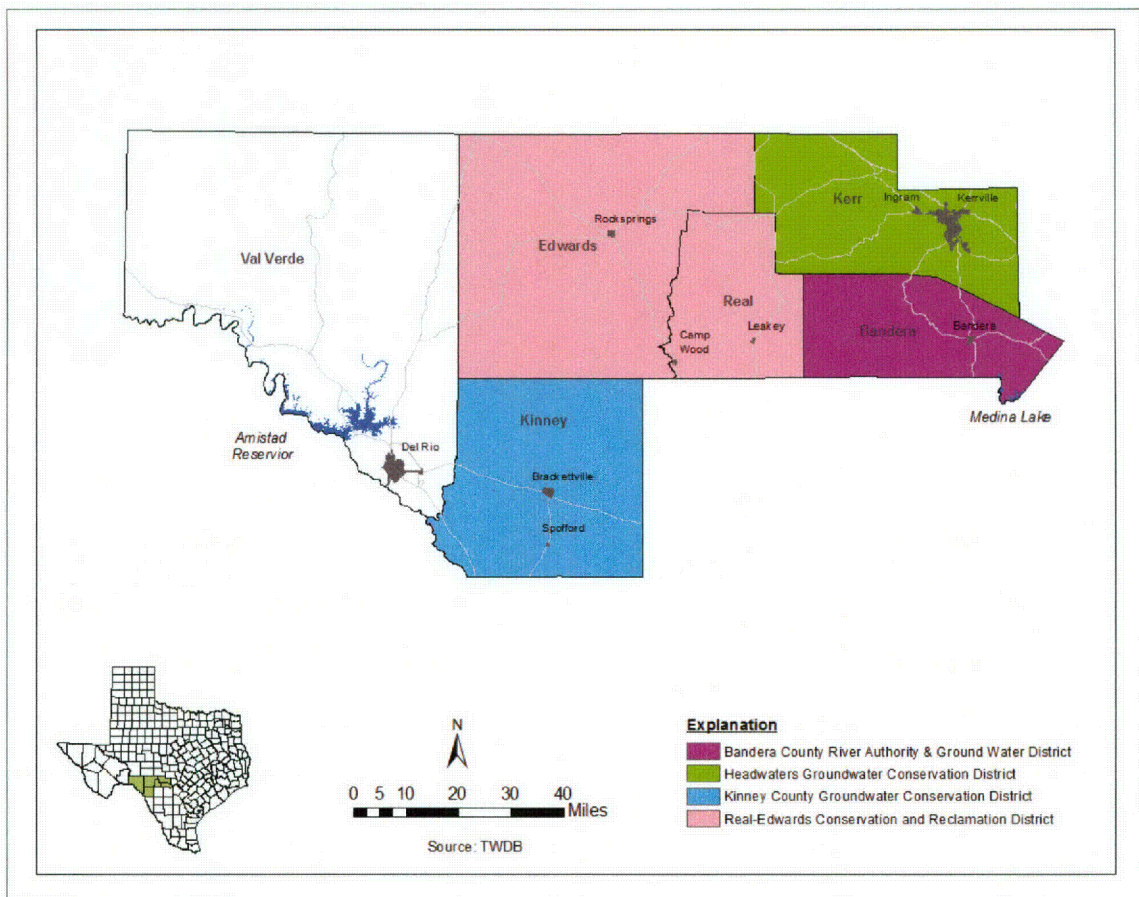 Kerr
Ingram
Kerrville
Rocksprings
Edwards
Val Verde
Real
Leakey
Camp
Wood
Bandera
Bandera
Medina Lake
Kinney
Amistad
Reservior
Del Rio
Brackettville
Spofford
N
0 5 10 20 30 40
Miles
Source: TWDB
Explanation
Bandera County River Authority & Ground Water District
Headwaters Groundwater Conservation District
Kinney County Groundwater Conservation District
Real-Edwards Conservation and Reclamation District